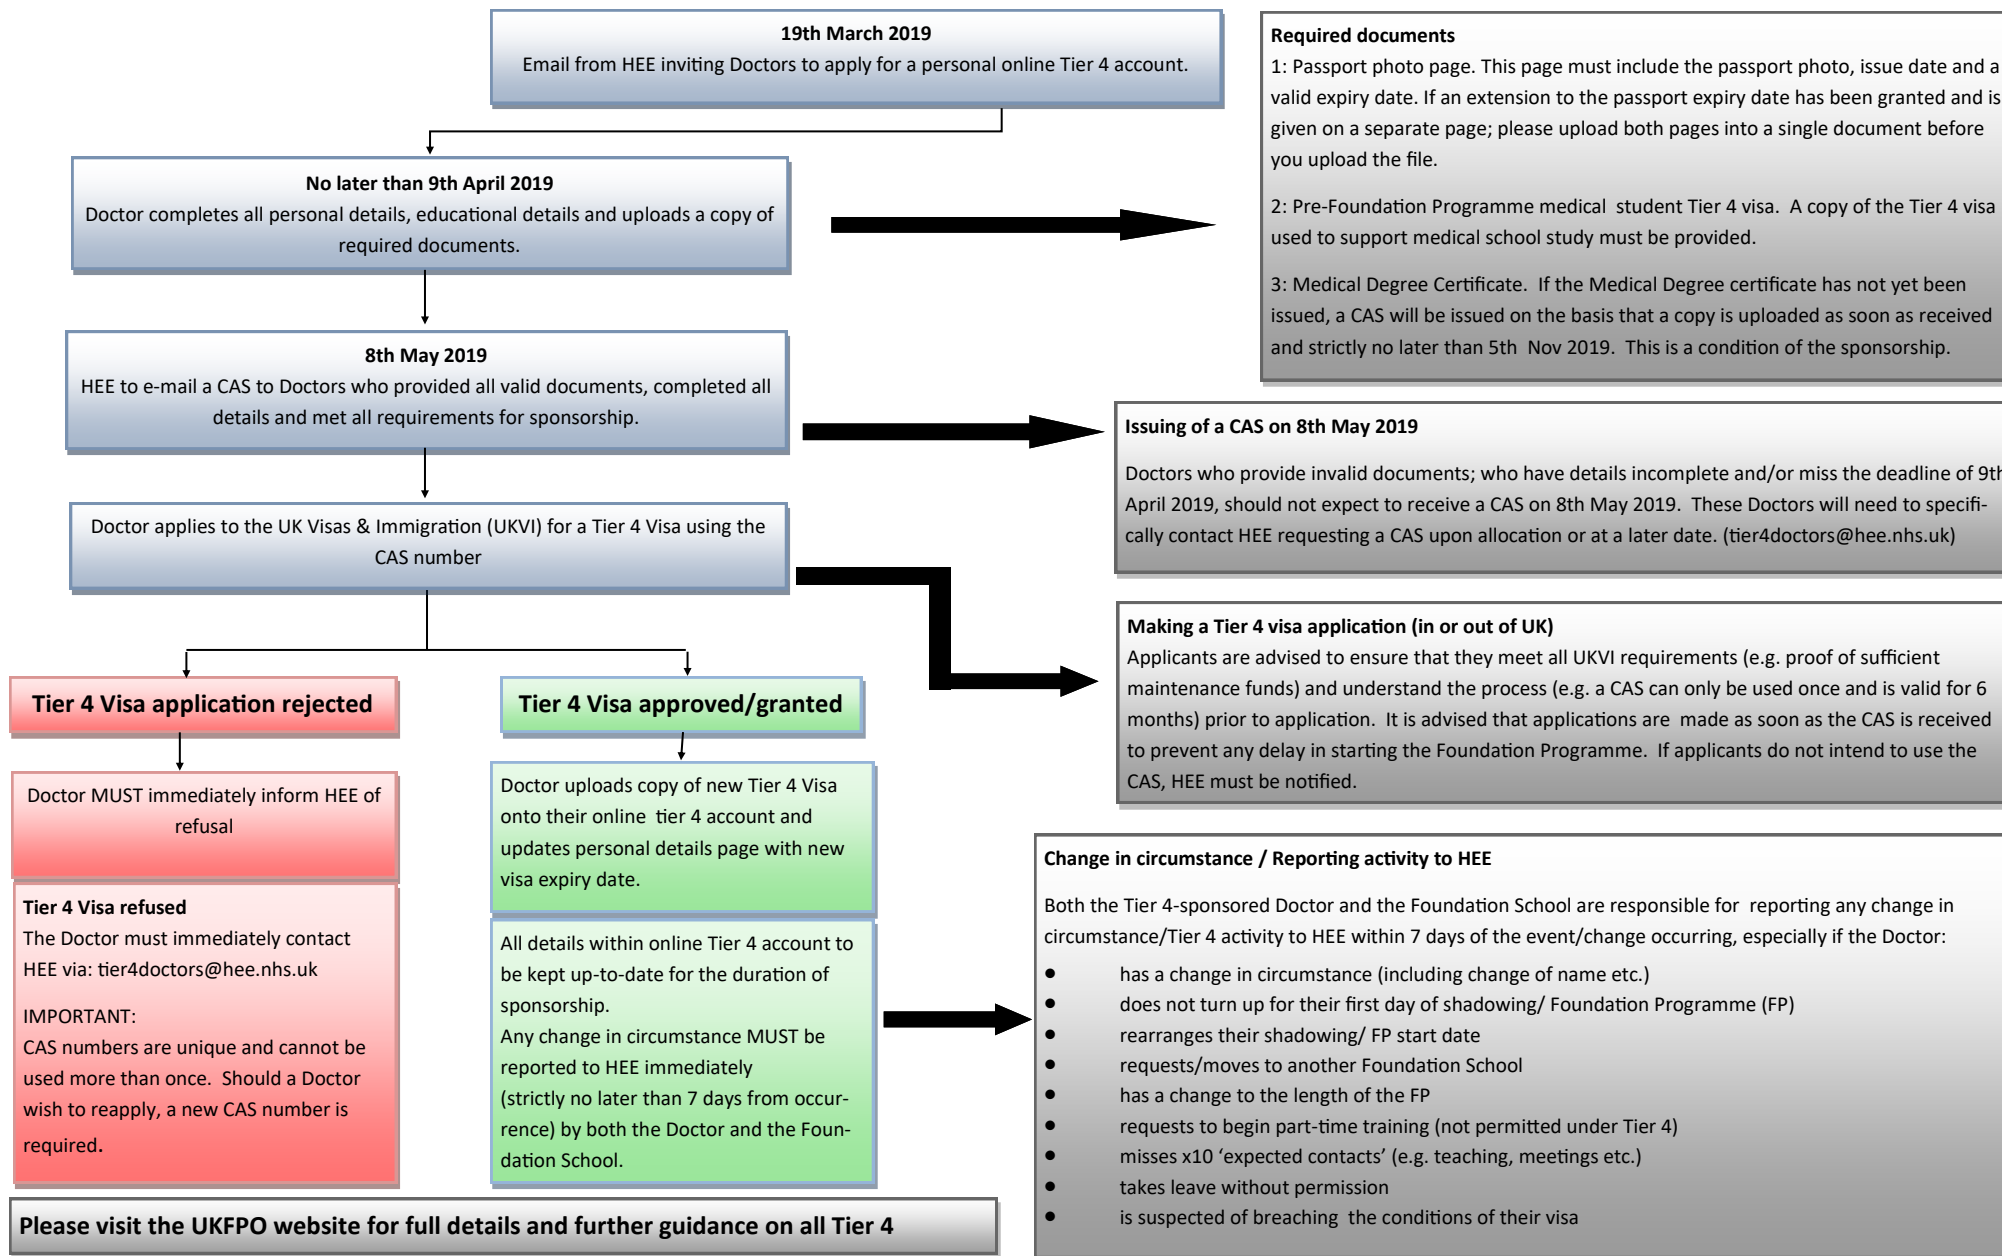 19th March 2019
Email from HEE inviting Doctors to apply for a personal online Tier 4 account.
No later than 9th April 2019
Doctor completes all personal details, educational details and uploads a copy of
required documents.
8th May 2019
HEE to e-mail a CAS to Doctors who provided all valid documents, completed all
details and met all requirements for sponsorship.
Doctor applies to the UK Visas & Immigration (UKVI) for a Tier 4 Visa using the
CAS number
Tier 4 Visa application rejected
Doctor MUST immediately inform HEE of
refusal
Tier 4 Visa refused
The Doctor must immediately contact
HEE via: tier4doctors@hee.nhs.uk
IMPORTANT:
CAS numbers are unique and cannot be
used more than once.  Should a Doctor
wish to reapply, a new CAS number is
required.
Tier 4 Visa approved/granted
Doctor uploads copy of new Tier 4 Visa
onto their online  tier 4 account and
updates personal details page with new
visa expiry date.
All details within online Tier 4 account to
be kept up-to-date for the duration of
sponsorship.
Any change in circumstance MUST be
reported to HEE immediately
(strictly no later than 7 days from occur-
rence) by both the Doctor and the Foun-
dation School.
Please visit the UKFPO website for full details and further guidance on all Tier 4
Required documents
1: Passport photo page. This page must include the passport photo, issue date and a
valid expiry date. If an extension to the passport expiry date has been granted and is
given on a separate page; please upload both pages into a single document before
you upload the file.
2: Pre-Foundation Programme medical  student Tier 4 visa.  A copy of the Tier 4 visa
used to support medical school study must be provided.
3: Medical Degree Certificate.  If the Medical Degree certificate has not yet been
issued, a CAS will be issued on the basis that a copy is uploaded as soon as received
and strictly no later than 5th  Nov 2019.  This is a condition of the sponsorship.
Issuing of a CAS on 8th May 2019
Doctors who provide invalid documents; who have details incomplete and/or miss the deadline of 9th
April 2019, should not expect to receive a CAS on 8th May 2019.  These Doctors will need to specifi-
cally contact HEE requesting a CAS upon allocation or at a later date. (tier4doctors@hee.nhs.uk)
Making a Tier 4 visa application (in or out of UK)
Applicants are advised to ensure that they meet all UKVI requirements (e.g. proof of sufficient
maintenance funds) and understand the process (e.g. a CAS can only be used once and is valid for 6
months) prior to application.  It is advised that applications are  made as soon as the CAS is received
to prevent any delay in starting the Foundation Programme.  If applicants do not intend to use the
CAS, HEE must be notified.
Change in circumstance / Reporting activity to HEE
Both the Tier 4-sponsored Doctor and the Foundation School are responsible for  reporting any change in
circumstance/Tier 4 activity to HEE within 7 days of the event/change occurring, especially if the Doctor:
● has a change in circumstance (including change of name etc.)
● does not turn up for their first day of shadowing/ Foundation Programme (FP)
● rearranges their shadowing/ FP start date
● requests/moves to another Foundation School
● has a change to the length of the FP
● requests to begin part-time training (not permitted under Tier 4)
● misses x10 ‘expected contacts’ (e.g. teaching, meetings etc.)
● takes leave without permission
● is suspected of breaching  the conditions of their visa